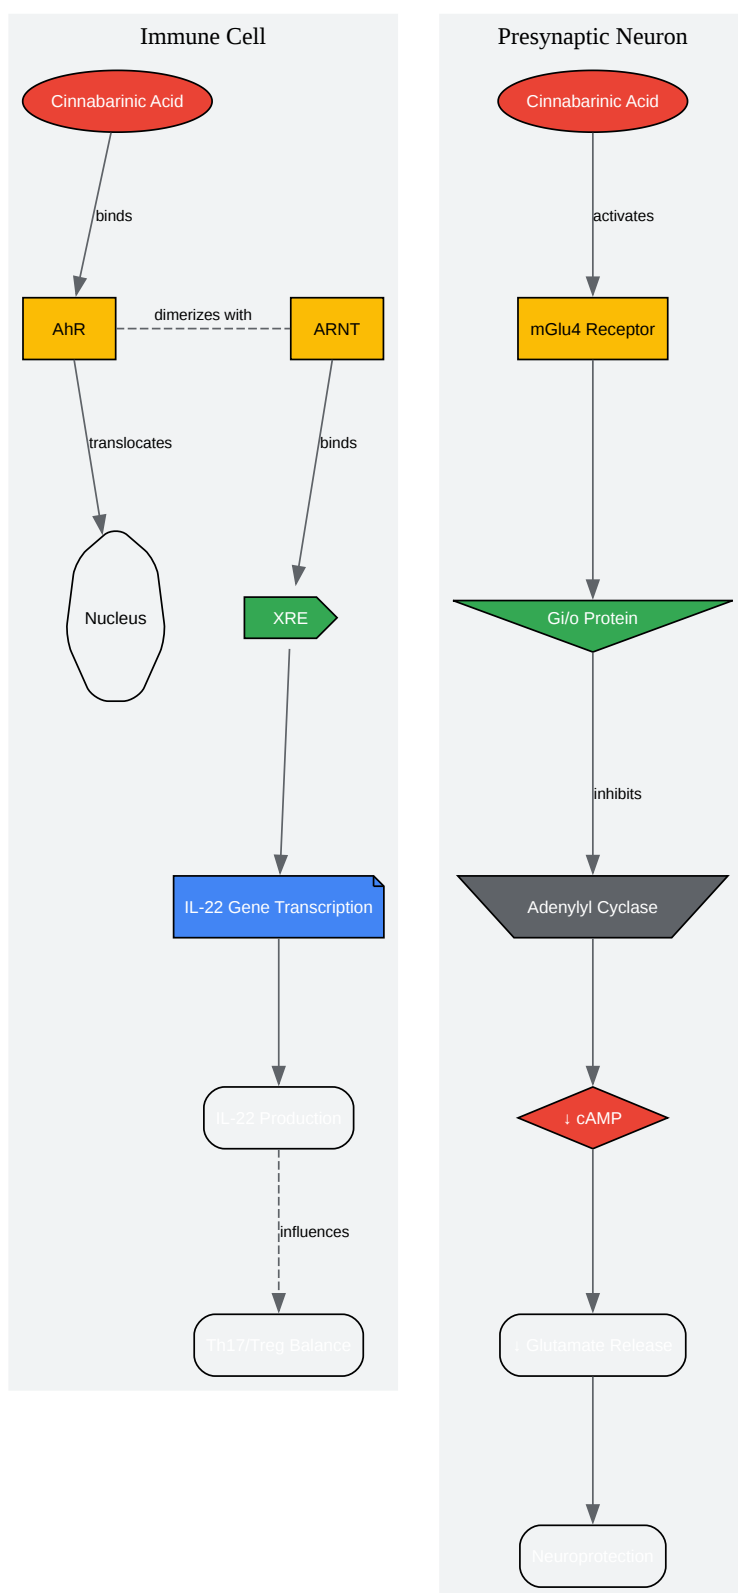 Immune Cell
Cinnabarinic Acid
binds
AhR
dimerizes with
ARNT
translocates
binds
Nucleus
XRE
IL-22 Gene Transcription
IL-22 Production
influences
Th17/Treg Balance
Presynaptic Neuron
Cinnabarinic Acid
activates
mGlu4 Receptor
Gi/o Protein
inhibits
Adenylyl Cyclase
↓ cAMP
↓ Glutamate Release
Neuroprotection